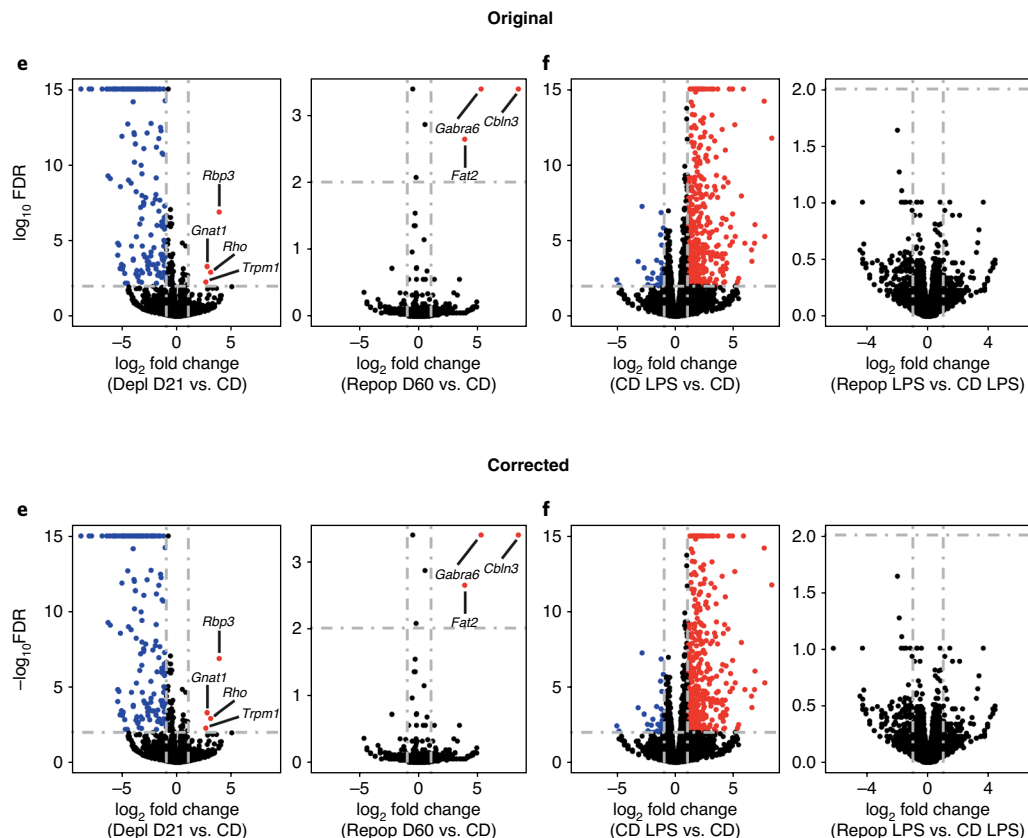 Original
e
f
log10 FDR
15
10
5
0
Rbp3
Gnat1
Rho
Trpm1
−5 0 5
log2 fold change
(Depl D21 vs. CD)
3
2
1
0
Gabra6
Cbln3
Fat2
−5 0 5
log2 fold change
(Repop D60 vs. CD)
15
10
5
0
−5 0 5
log2 fold change
(CD LPS vs. CD)
2.0
1.5
1.0
0.5
0.0
−4 0 4
log2 fold change
(Repop LPS vs. CD LPS)
Corrected
e
f
−log10FDR
15
10
5
0
Rbp3
Gnat1
Rho
Trpm1
−5 0 5
log2 fold change
(Depl D21 vs. CD)
3
2
1
0
Gabra6
Cbln3
Fat2
−5 0 5
log2 fold change
(Repop D60 vs. CD)
15
10
5
0
−5 0 5
log2 fold change
(CD LPS vs. CD)
2.0
1.5
1.0
0.5
0.0
−4 0 4
log2 fold change
(Repop LPS vs. CD LPS)